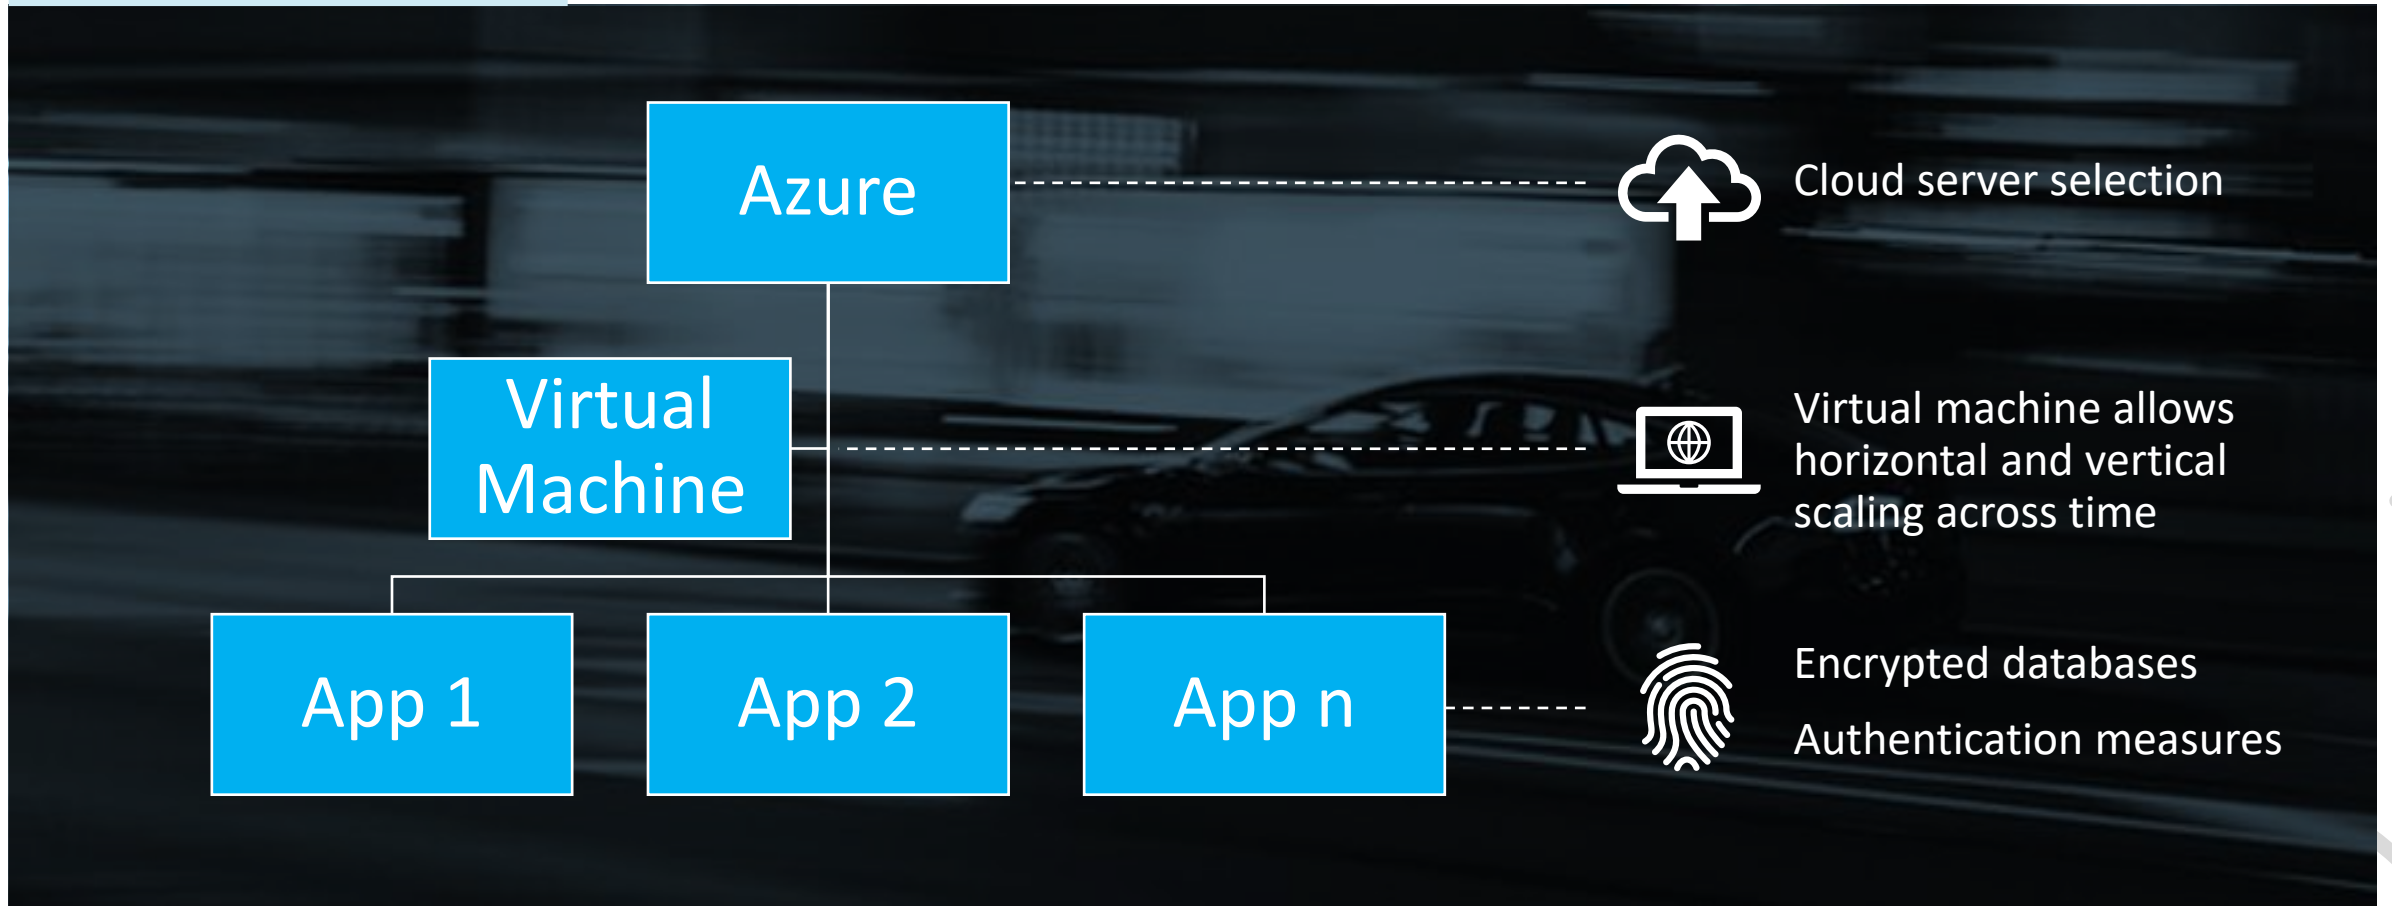 Azure
Cloud server selection
Virtual
Machine
Virtual machine allows
horizontal and vertical
scaling across time
App 1
App 2
App n
Encrypted databases
Authentication measures